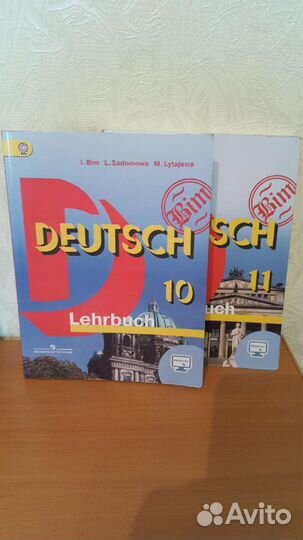 I. Bim L. Sadomowa M. Lytajewa
Bim
DEUTSCH
10
Lehrbuch
Bim
SCH
11
buch
Avito